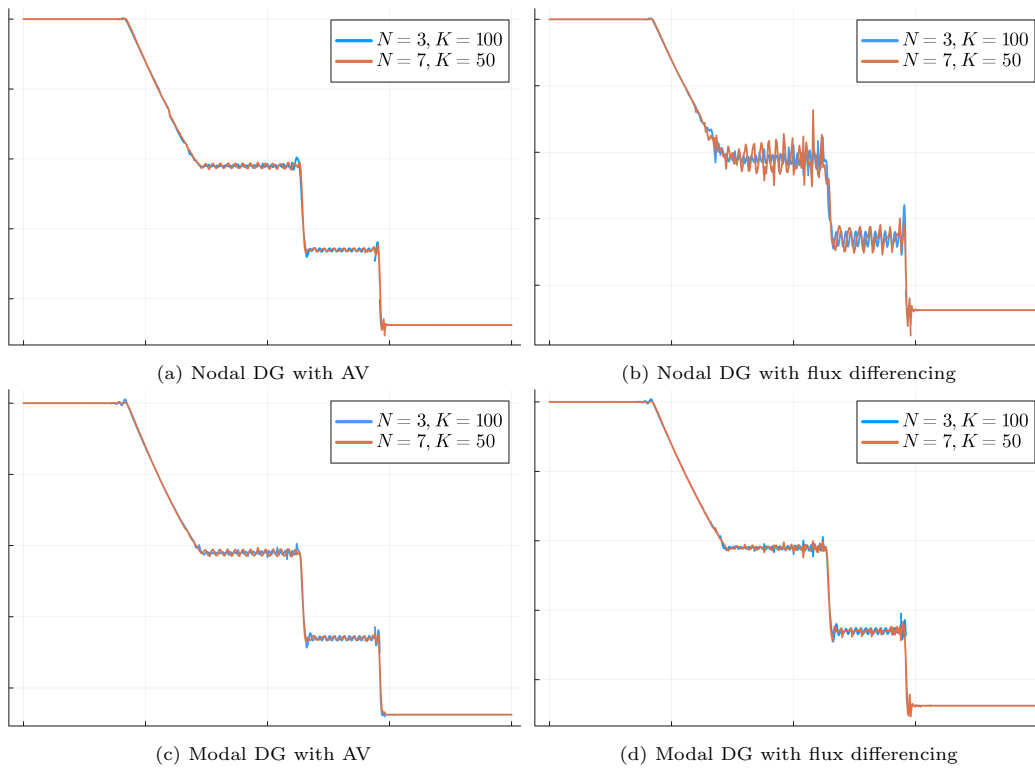 N = 3, K = 100
N = 7, K = 50
N = 3, K = 100
N = 7, K = 50
(a) Nodal DG with AV
(b) Nodal DG with flux differencing
N = 3, K = 100
N = 7, K = 50
N = 3, K = 100
N = 7, K = 50
(c) Modal DG with AV
(d) Modal DG with flux differencing